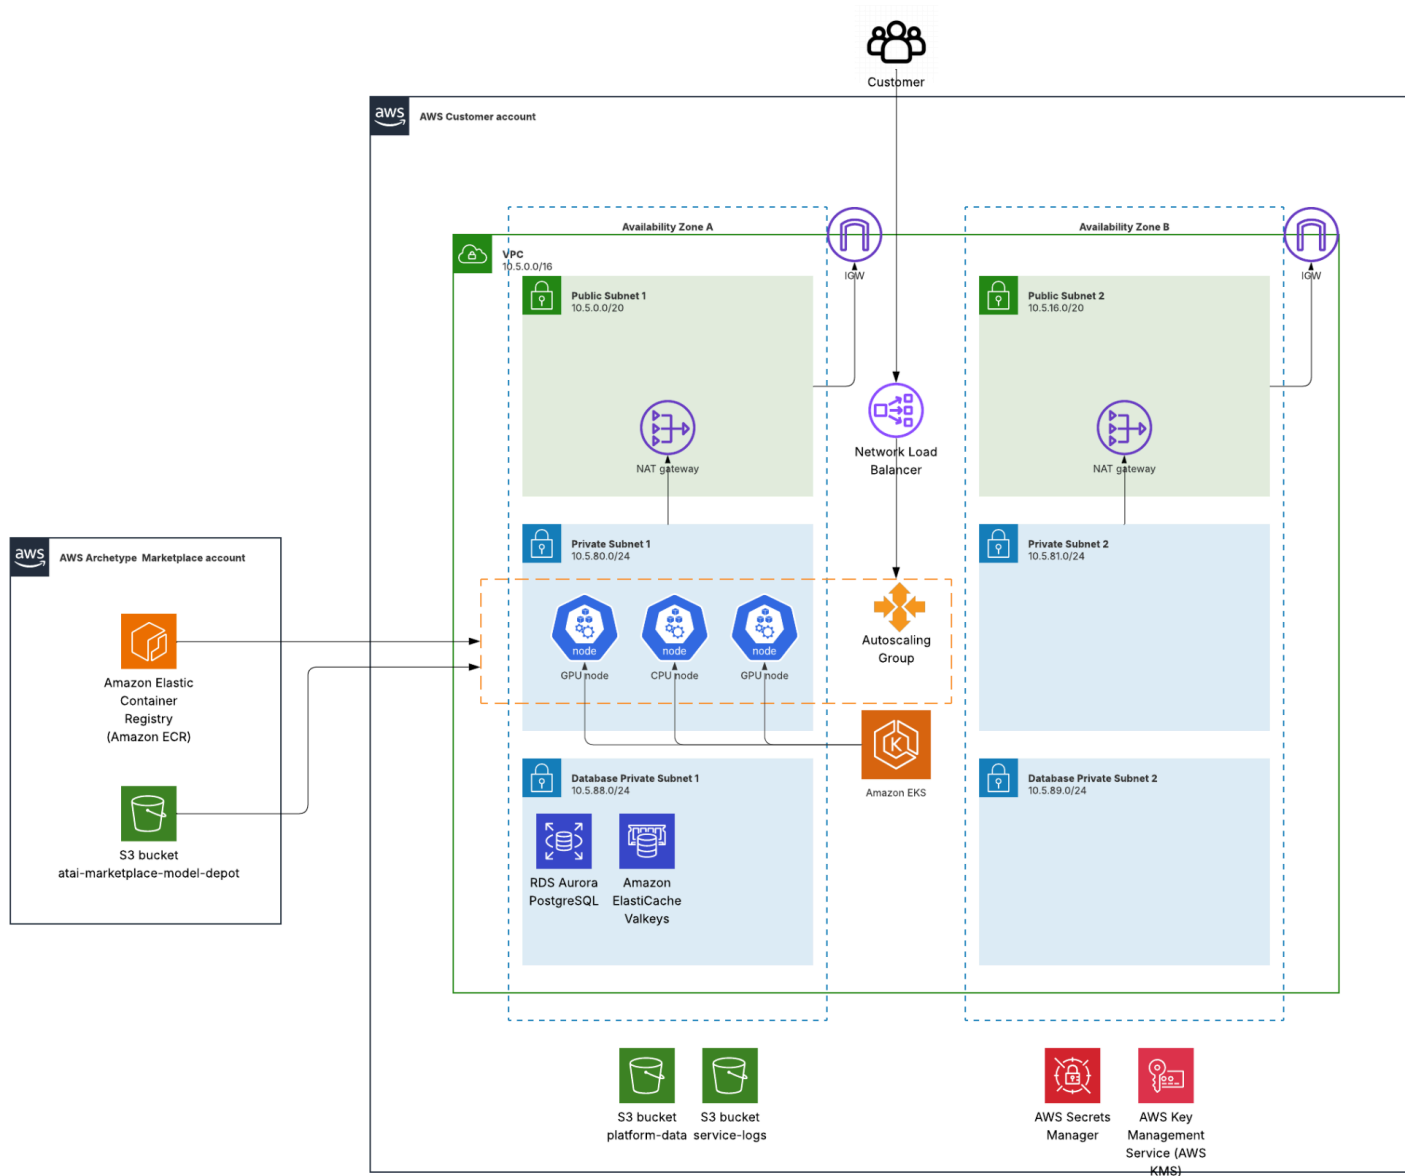 Customer
aws
AWS Customer account
Availability Zone A
Availability Zone B
VPC
10.5.0.0/16
IGW
IGW
Public Subnet 1
10.5.0.0/20
Public Subnet 2
10.5.16.0/20
NAT gateway
Network Load
Balancer
NAT gateway
Private Subnet 1
10.5.80.0/24
Private Subnet 2
10.5.81.0/24
aws
AWS Archetype Marketplace account
node
node
node
GPU node
CPU node
GPU node
Autoscaling
Group
Amazon Elastic
Container
Registry
(Amazon ECR)
K
Amazon EKS
Database Private Subnet 1
10.5.88.0/24
Database Private Subnet 2
10.5.89.0/24
S3 bucket
atai-marketplace-model-depot
RDS Aurora
PostgreSQL
Amazon
ElastiCache
Valkeys
S3 bucket
platform-data
S3 bucket
service-logs
AWS Secrets
Manager
AWS Key
Management
Service (AWS
KMS)